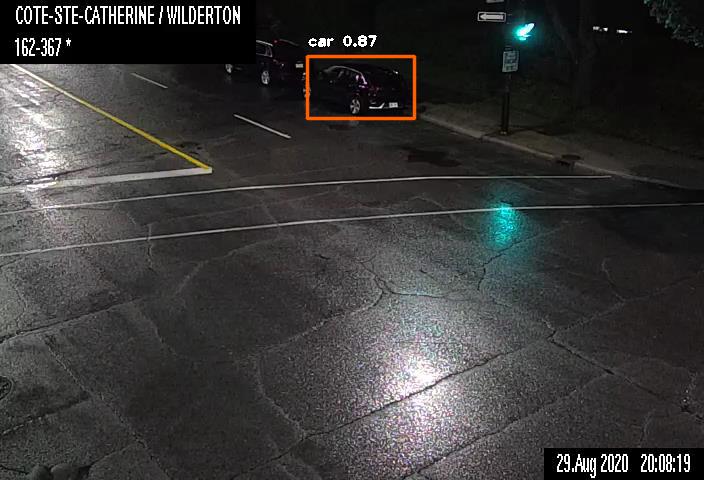 COTE-STE-CATHERINE / WILDERTON
162-367 *
car 0.87
29.Aug 2020 20:08:19